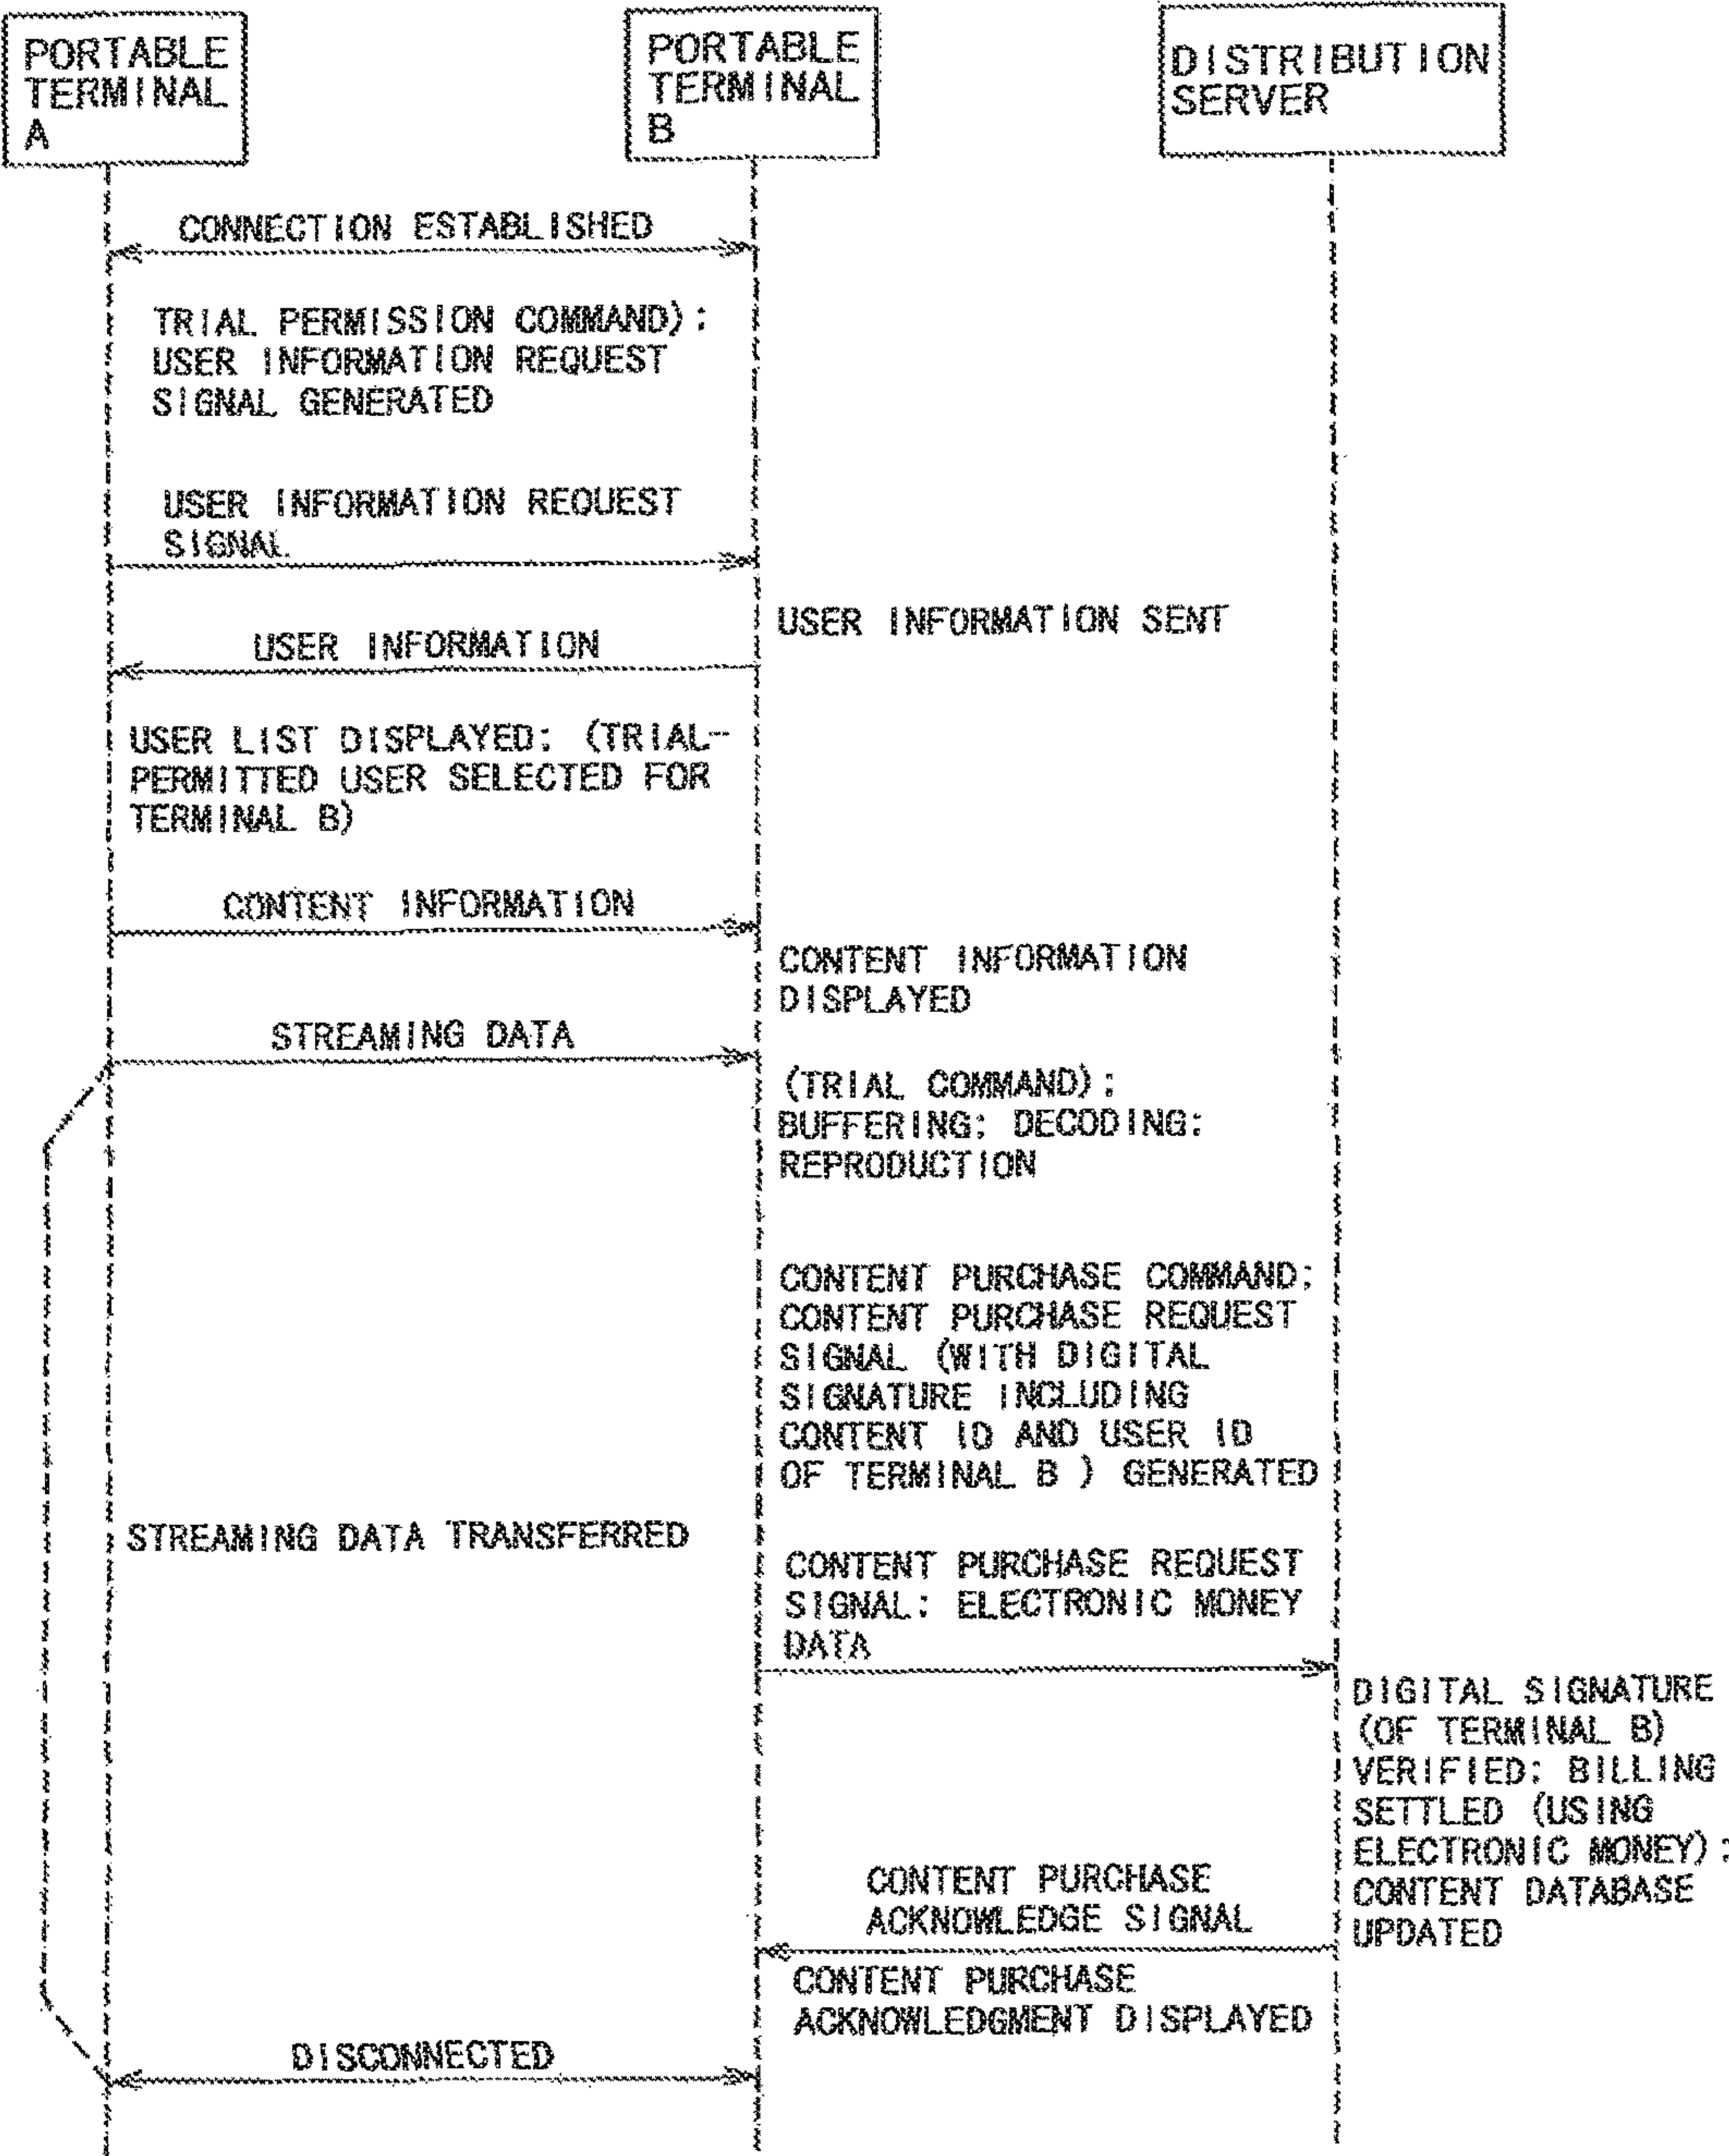 PORTABLE
TERMINAL
A
PORTABLE
TERMINAL
B
DISTRIBUTION
SERVER
CONNECTION ESTABLISHED
TRIAL PERMISSION COMMAND);
USER INFORMATION REQUEST
SIGNAL GENERATED
USER INFORMATION REQUEST
SIGNAL
USER INFORMATION SENT
USER INFORMATION
USER LIST DISPLAYED; (TRIAL-
PERMITTED USER SELECTED FOR
TERMINAL B)
CONTENT INFORMATION
CONTENT INFORMATION
DISPLAYED
STREAMING DATA
(TRIAL COMMAND);
BUFFERING; DECODING;
REPRODUCTION
CONTENT PURCHASE COMMAND;
CONTENT PURCHASE REQUEST
SIGNAL (WITH DIGITAL
SIGNATURE INCLUDING
CONTENT ID AND USER ID
OF TERMINAL B ) GENERATED
STREAMING DATA TRANSFERRED
CONTENT PURCHASE REQUEST
SIGNAL; ELECTRONIC MONEY
DATA
DIGITAL SIGNATURE
(OF TERMINAL B)
VERIFIED; BILLING
SETTLED (USING
ELECTRONIC MONEY);
CONTENT DATABASE
UPDATED
CONTENT PURCHASE
ACKNOWLEDGE SIGNAL
CONTENT PURCHASE
ACKNOWLEDGMENT DISPLAYED
DISCONNECTED